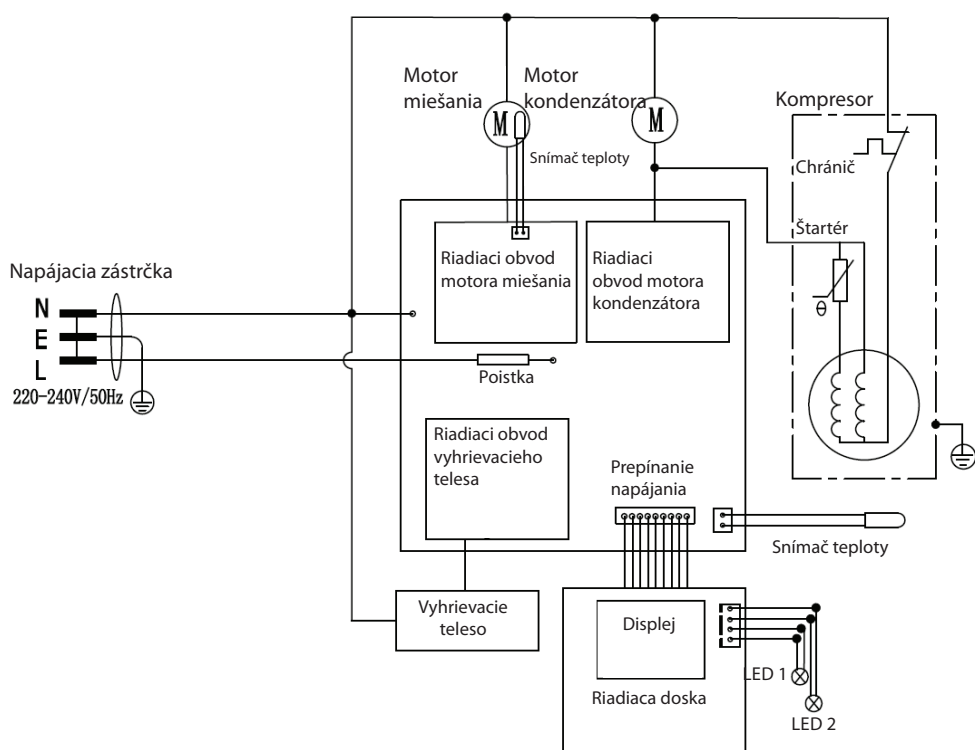 Motor
miešania
Motor
kondenzátora
Kompresor
M
M
Snímač teploty
Chránič
Štartér
Riadiaci obvod
motora miešania
Riadiaci
obvod motora
kondenzátora
θ
Napájacia zástrčka
N
E
L
220-240V/50Hz
Poistka
Riadiaci obvod
vyhrievacieho
telesa
Prepínanie
napájania
Snímač teploty
Vyhrievacie
teleso
Displej
Riadiaca doska
LED 1
LED 2